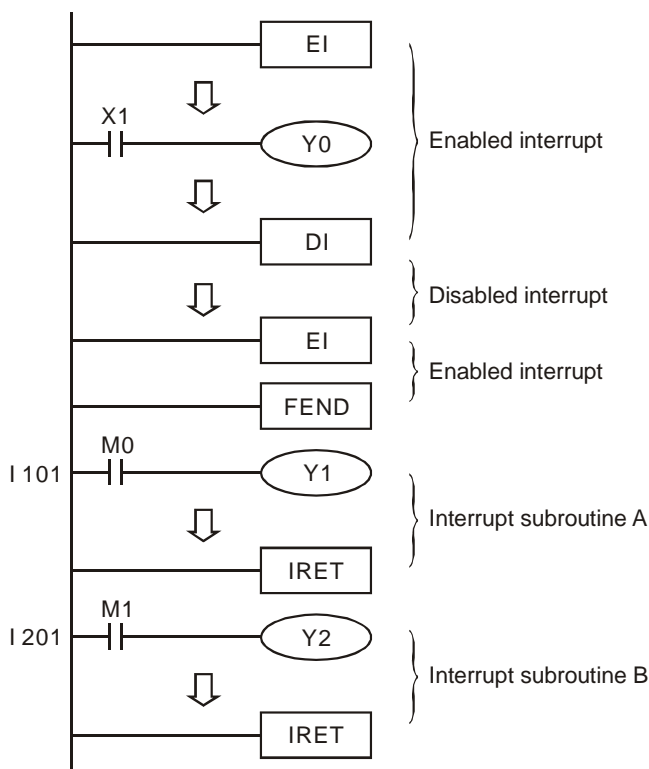 EI
X1
Y0
Enabled interrupt
DI
Disabled interrupt
EI
Enabled interrupt
FEND
M0
I 101
Y1
Interrupt subroutine A
IRET
M1
I 201
Y2
Interrupt subroutine B
IRET